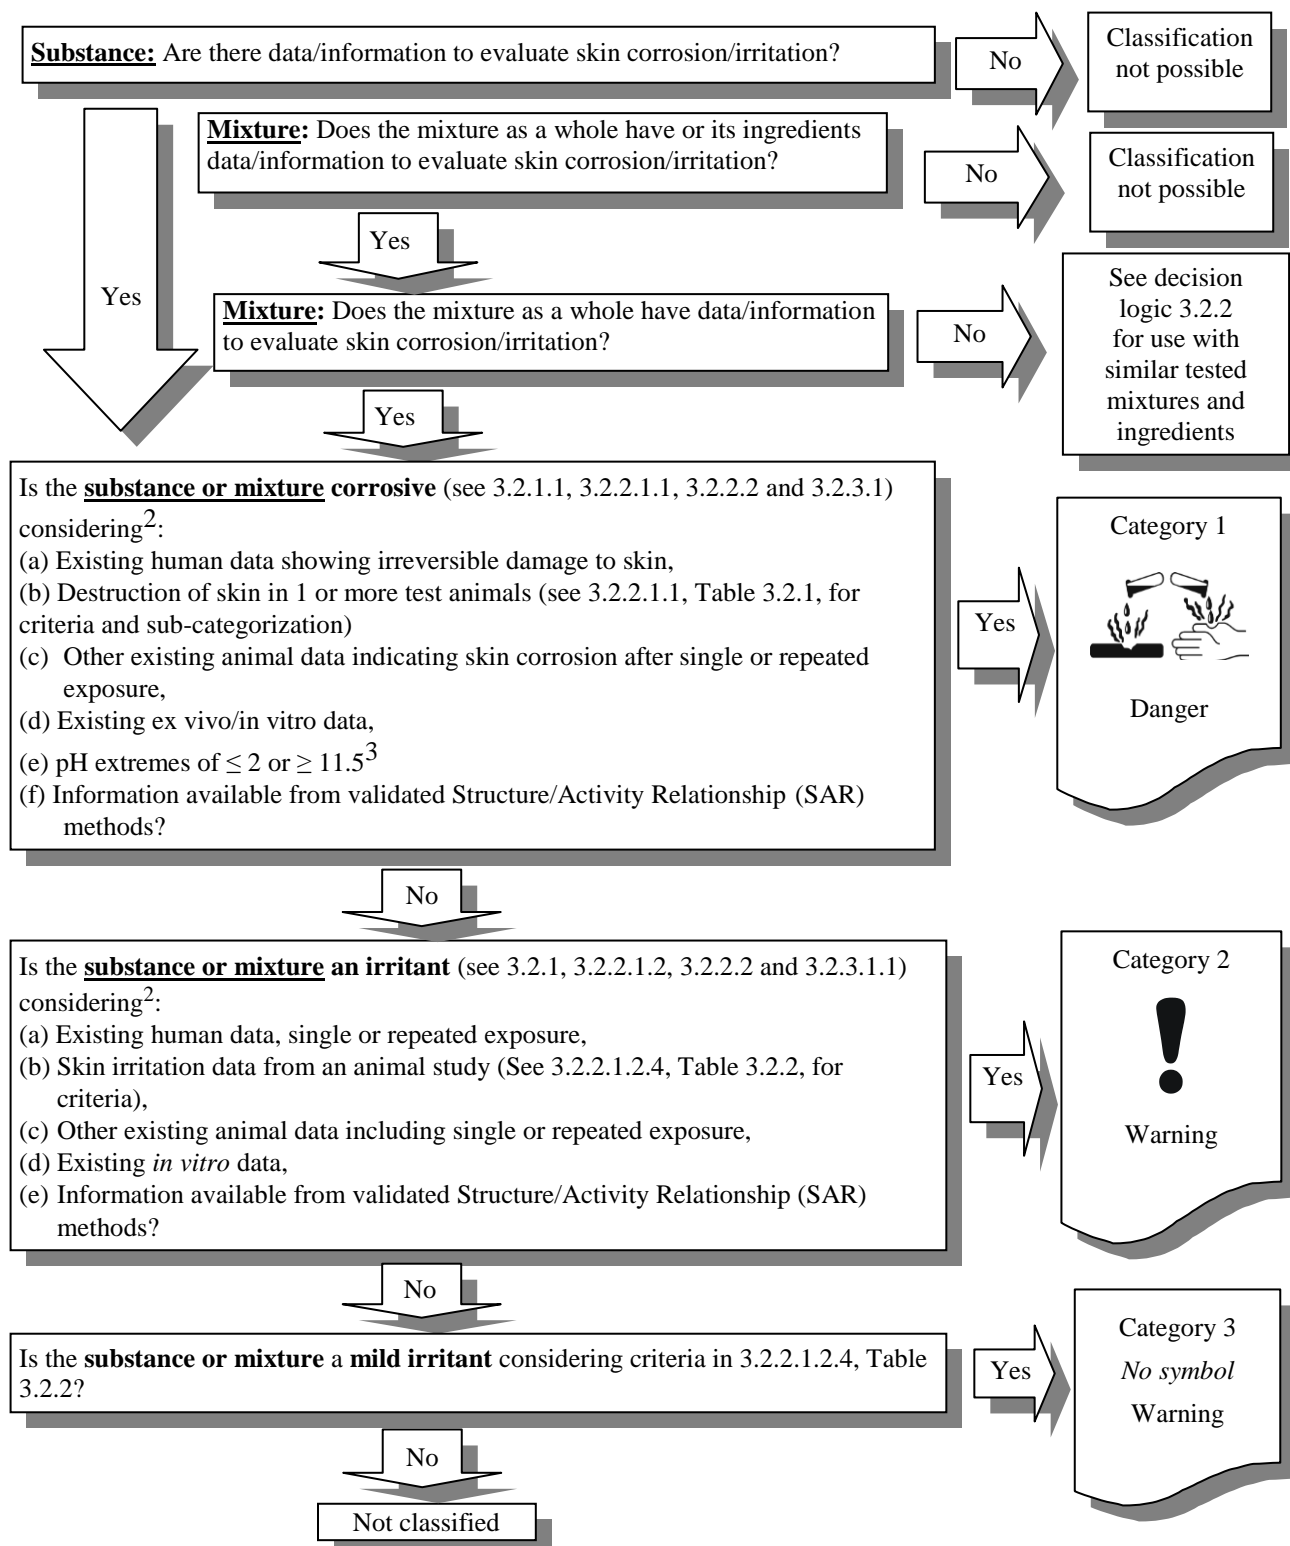 Substance: Are there data/information to evaluate skin corrosion/irritation?
No
Classification
not possible
Mixture: Does the mixture as a whole have or its ingredients
data/information to evaluate skin corrosion/irritation?
No
Classification
not possible
Yes
Yes
Mixture: Does the mixture as a whole have data/information
to evaluate skin corrosion/irritation?
No
See decision
logic 3.2.2
for use with
similar tested
mixtures and
ingredients
Yes
Is the substance or mixture corrosive (see 3.2.1.1, 3.2.2.1.1, 3.2.2.2 and 3.2.3.1)
considering2:
(a) Existing human data showing irreversible damage to skin,
(b) Destruction of skin in 1 or more test animals (see 3.2.2.1.1, Table 3.2.1, for
criteria and sub-categorization)
(c) Other existing animal data indicating skin corrosion after single or repeated
exposure,
(d) Existing ex vivo/in vitro data,
(e) pH extremes of ≤ 2 or ≥ 11.53
(f) Information available from validated Structure/Activity Relationship (SAR)
methods?
Yes
Category 1
Danger
No
Is the substance or mixture an irritant (see 3.2.1, 3.2.2.1.2, 3.2.2.2 and 3.2.3.1.1)
considering2:
(a) Existing human data, single or repeated exposure,
(b) Skin irritation data from an animal study (See 3.2.2.1.2.4, Table 3.2.2, for
criteria),
(c) Other existing animal data including single or repeated exposure,
(d) Existing in vitro data,
(e) Information available from validated Structure/Activity Relationship (SAR)
methods?
Yes
Category 2
Warning
No
Is the substance or mixture a mild irritant considering criteria in 3.2.2.1.2.4, Table
3.2.2?
Yes
Category 3
No symbol
Warning
No
Not classified